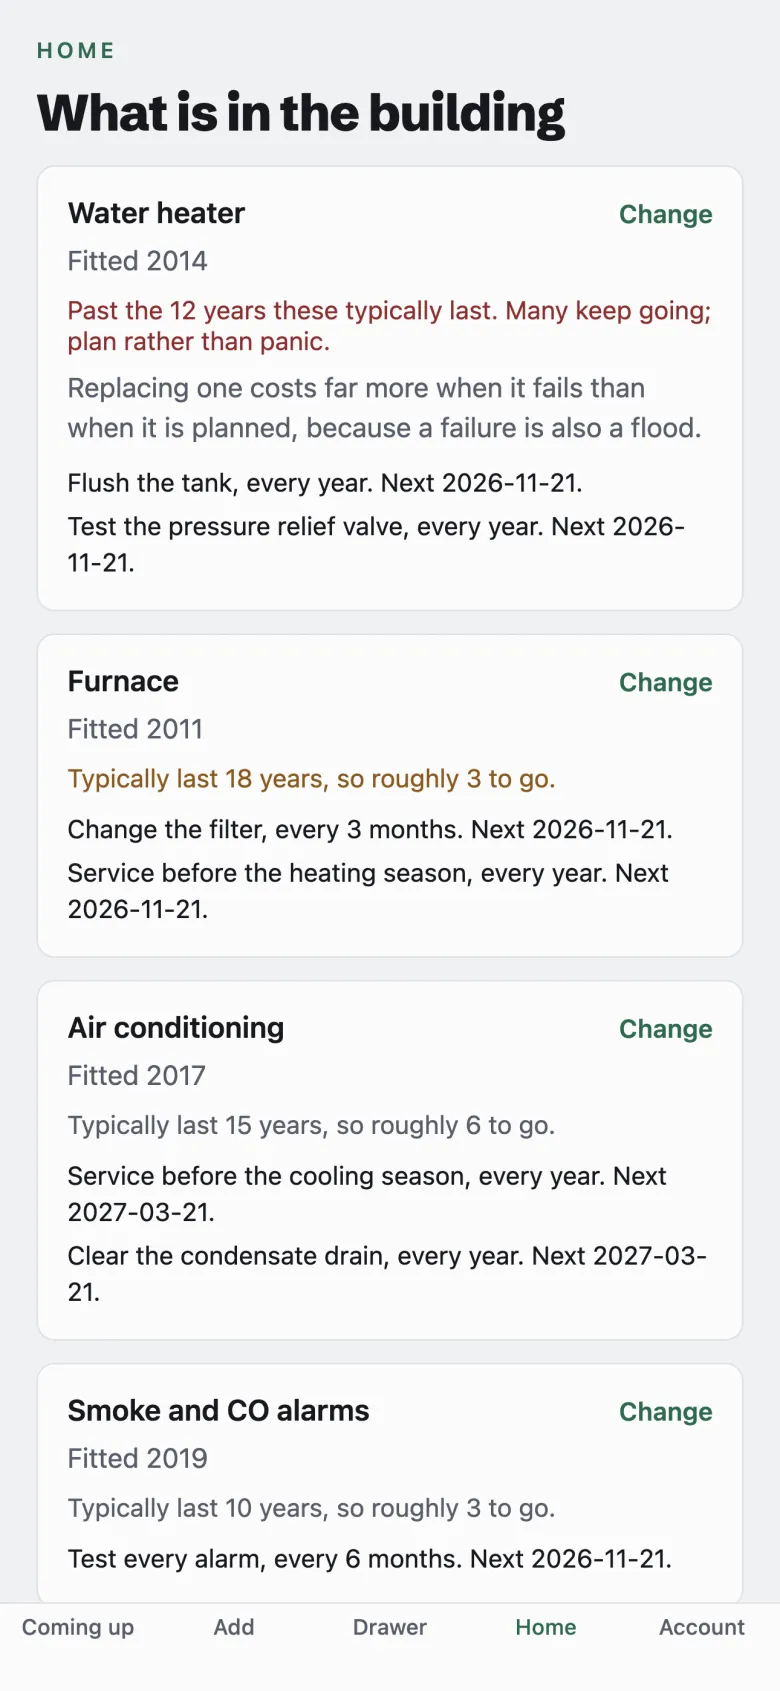 HOME
What is in the building
Water heater
Change
Fitted 2014
Past the 12 years these typically last. Many keep going;
plan rather than panic.
Replacing one costs far more when it fails than
when it is planned, because a failure is also a flood.
Flush the tank, every year. Next 2026-11-21.
Test the pressure relief valve, every year. Next 2026-
11-21.
Furnace
Change
Fitted 2011
Typically last 18 years, so roughly 3 to go.
Change the filter, every 3 months. Next 2026-11-21.
Service before the heating season, every year. Next
2026-11-21.
Air conditioning
Change
Fitted 2017
Typically last 15 years, so roughly 6 to go.
Service before the cooling season, every year. Next
2027-03-21.
Clear the condensate drain, every year. Next 2027-03-
21.
Smoke and CO alarms
Change
Fitted 2019
Typically last 10 years, so roughly 3 to go.
Test every alarm, every 6 months. Next 2026-11-21.
Coming up
Add
Drawer
Home
Account